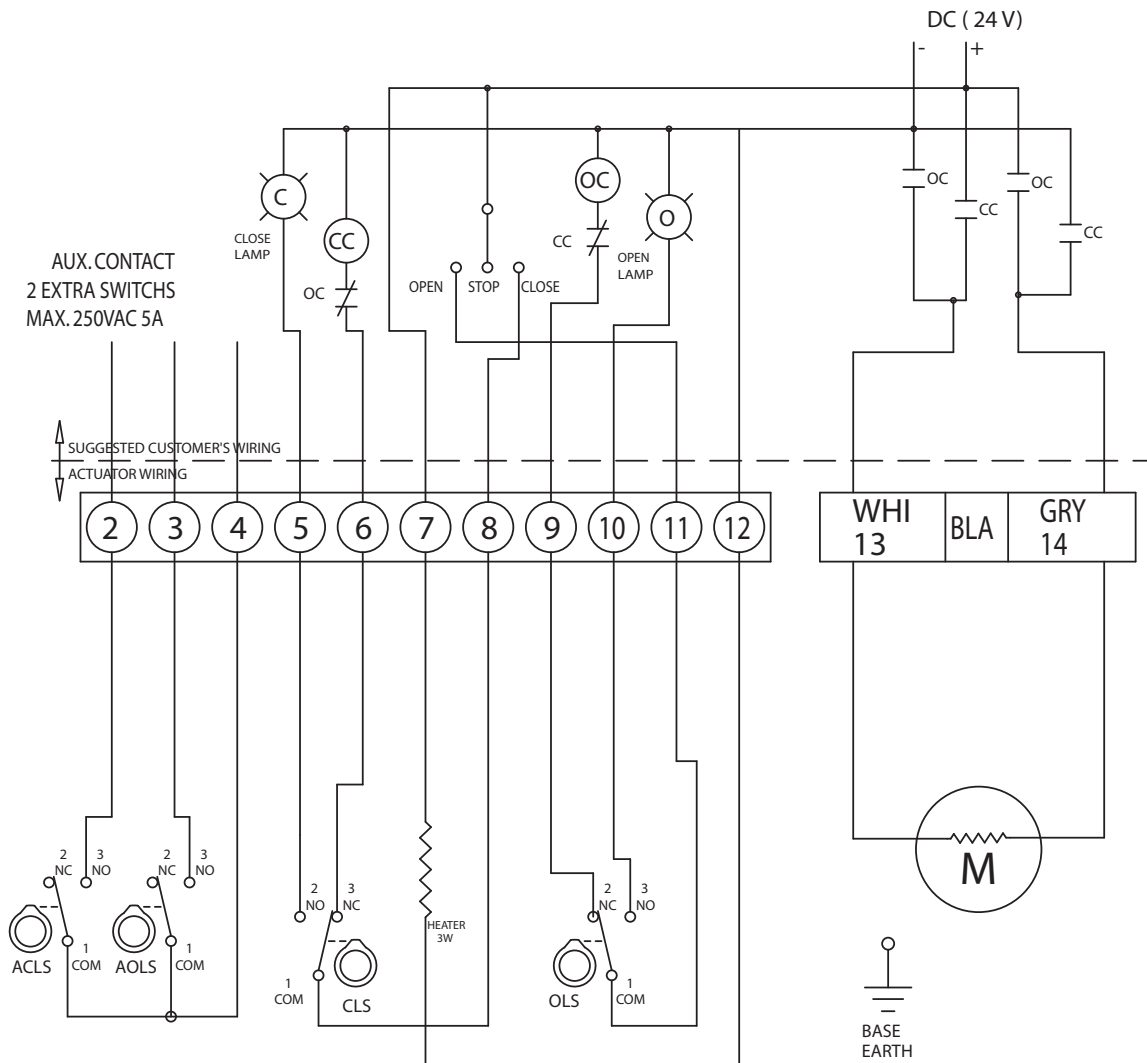 DC ( 24 V)
- +
C
CLOSE
LAMP
CC
OC
OC
CC
O
OPEN
LAMP
OPEN STOP CLOSE
OC
CC
OC
CC
AUX. CONTACT
2 EXTRA SWITCHS
MAX. 250VAC 5A
SUGGESTED CUSTOMER'S WIRING
ACTUATOR WIRING
2 3 4 5 6 7 8 9 10 11 12
WHI
13
BLA
GRY
14
2
NC
3
NO
1
COM
ACLS
2
NC
3
NO
1
COM
AOLS
2
NO
3
NC
1
COM
CLS
HEATER
3W
2
NC
3
NO
1
COM
OLS
M
BASE
EARTH